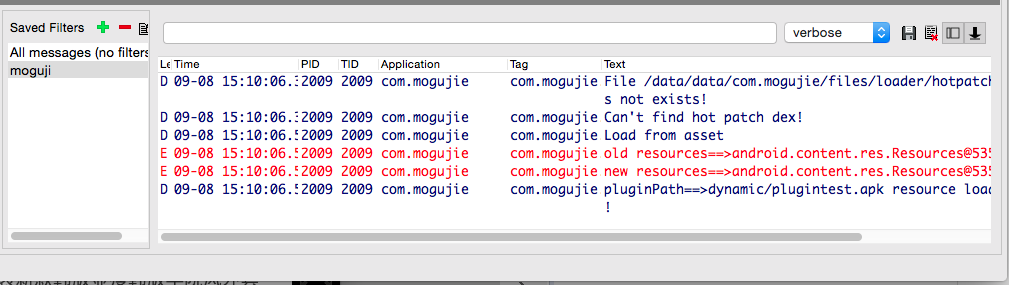 Saved Filters
All messages (no filters
moguji
verbose
Le Time PID TID Application Tag Text
D 09-08 15:10:06. 2009 2009 com.mogujie com.mogujie File /data/data/com.mogujie/files/loader/hotpatch
s not exists!
D 09-08 15:10:06. 2009 2009 com.mogujie com.mogujie Can't find hot patch dex!
D 09-08 15:10:06. 2009 2009 com.mogujie com.mogujie Load from asset
E 09-08 15:10:06. 2009 2009 com.mogujie com.mogujie old resources==>android.content.res.Resources@535
E 09-08 15:10:06. 2009 2009 com.mogujie com.mogujie new resources==>android.content.res.Resources@535
D 09-08 15:10:06. 2009 2009 com.mogujie com.mogujie pluginPath==>dynamic/plugintest.apk resource load
!